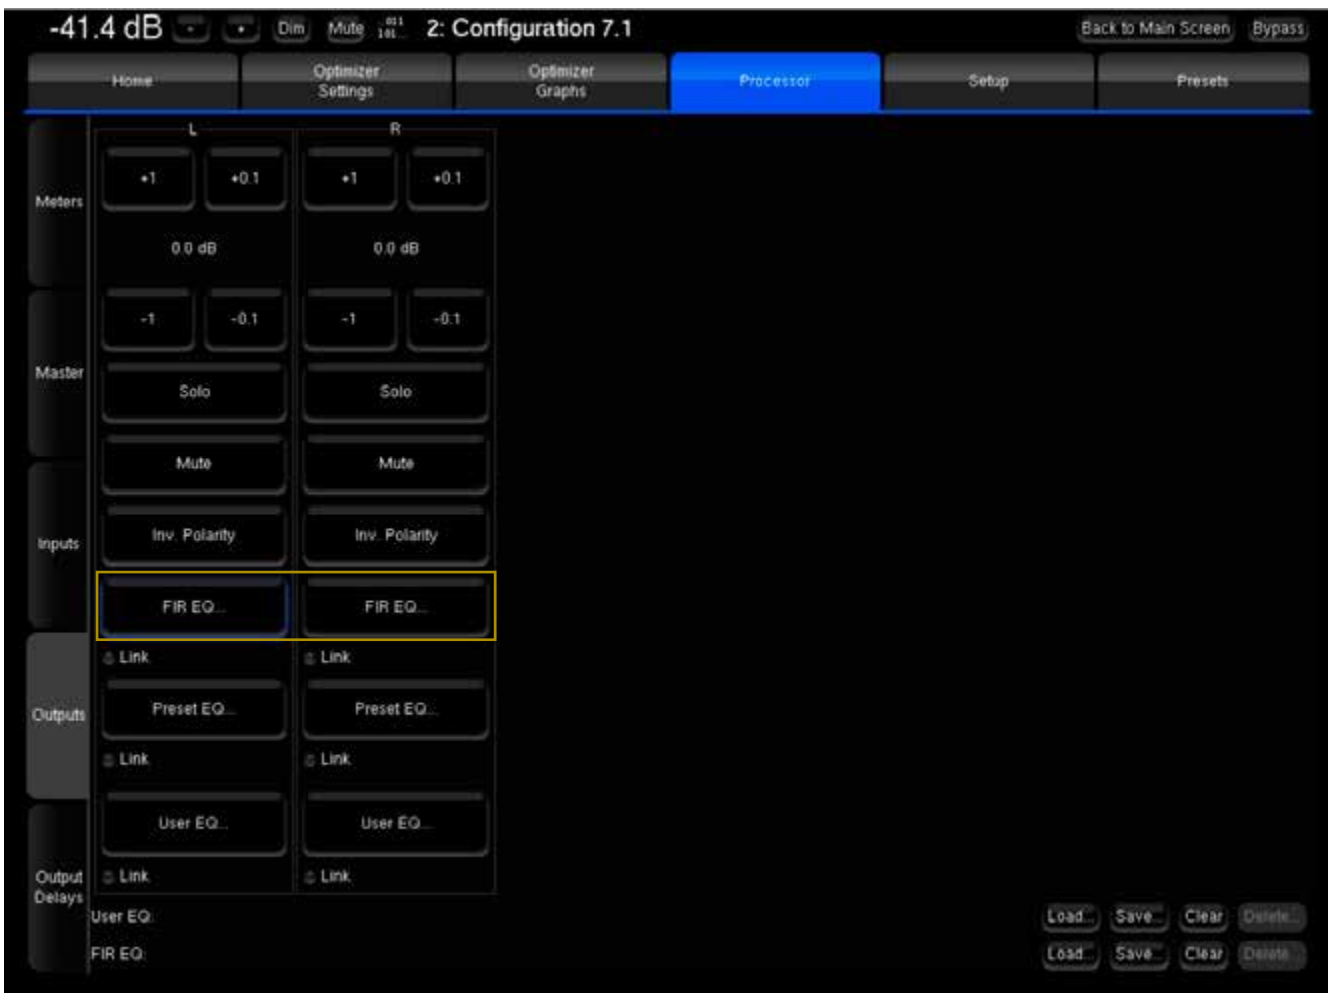 -41.4 dB - + Dim Mute 2: Configuration 7.1 Back to Main Screen Bypass
Home Optimizer Settings Optimizer Graphs Processor Setup Presets
L R
+1 +0.1 +1 +0.1
Meters
0.0 dB 0.0 dB
-1 -0.1 -1 -0.1
Master
Solo Solo
Mute Mute
Inputs
Inv. Polarity Inv. Polarity
FIR EQ... FIR EQ...
Link Link
Outputs
Preset EQ... Preset EQ...
Link Link
User EQ... User EQ...
Output Delays
Link Link
User EQ: Load... Save... Clear Delete...
FIR EQ: Load... Save... Clear Delete...